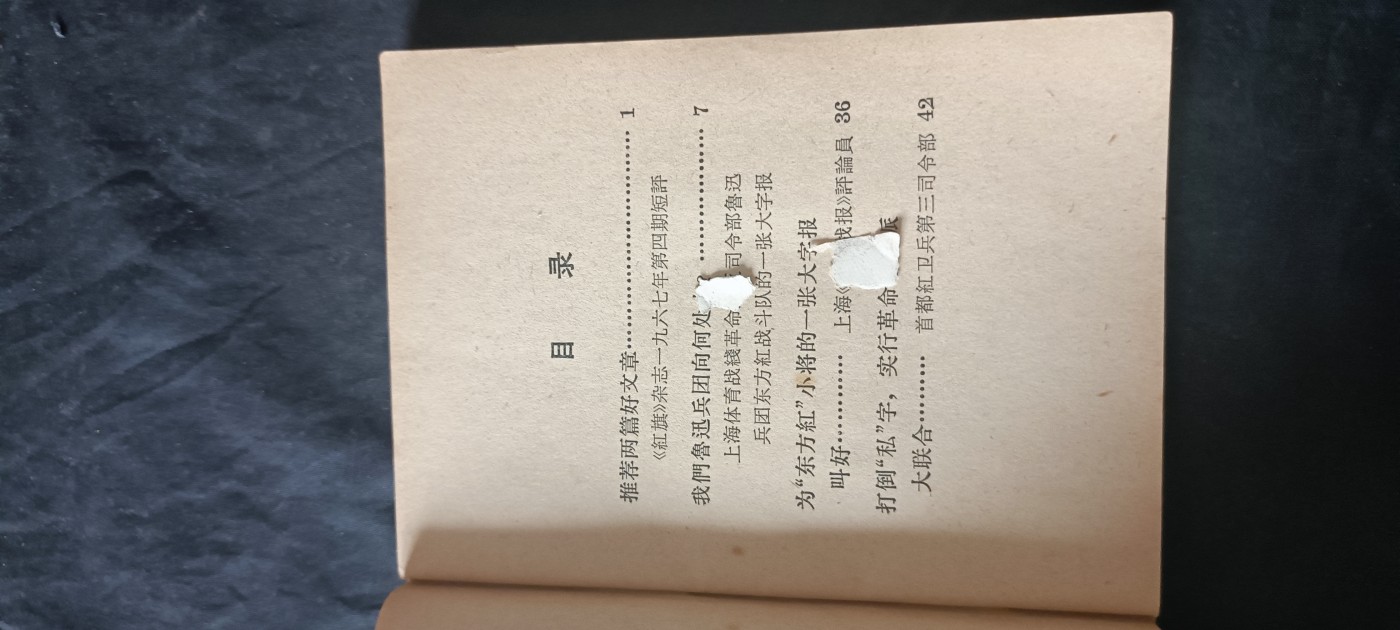 目 录
推荐两篇好文章…………………………… 1
《紅旗》杂志一九六七年第四期短評
我們魯迅兵团向何处 ……………… 7
上海体育战綫革命 司令部魯迅
兵团东方紅战斗队的一张大字报
为“东方紅”小将的一张大字报
叫好………… 上海《 战报》評論員 36
打倒“私”字，实行革命 派
大联合……… 首都紅卫兵第三司令部 42